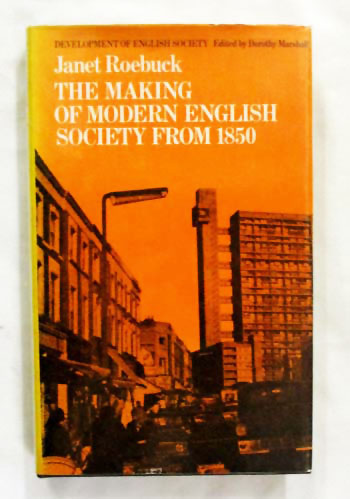 DEVELOPMENT OF ENGLISH SOCIETY Edited by Dorothy Marshall
Janet Roebuck
THE MAKING
OF MODERN ENGLISH
SOCIETY FROM 1850